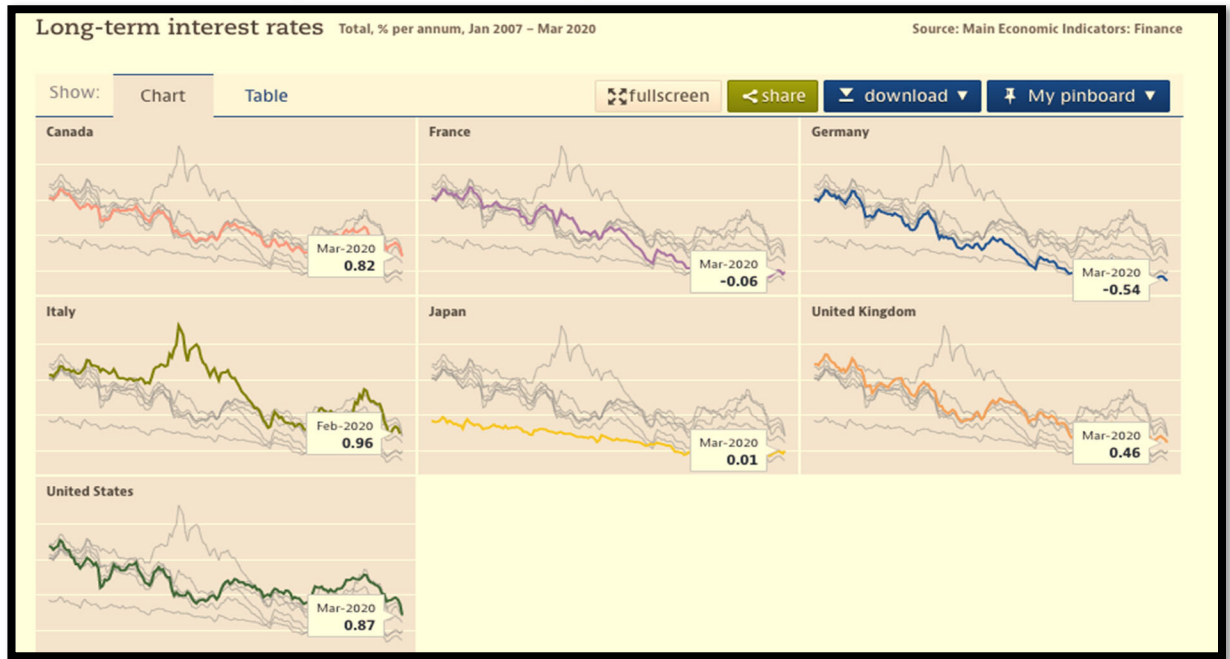 Long-term interest rates Total, % per annum, Jan 2007 – Mar 2020 Source: Main Economic Indicators: Finance
Show: Chart Table fullscreen share download My pinboard
Canada
Mar-2020
0.82
France
Mar-2020
-0.06
Germany
Mar-2020
-0.54
Italy
Feb-2020
0.96
Japan
Mar-2020
0.01
United Kingdom
Mar-2020
0.46
United States
Mar-2020
0.87